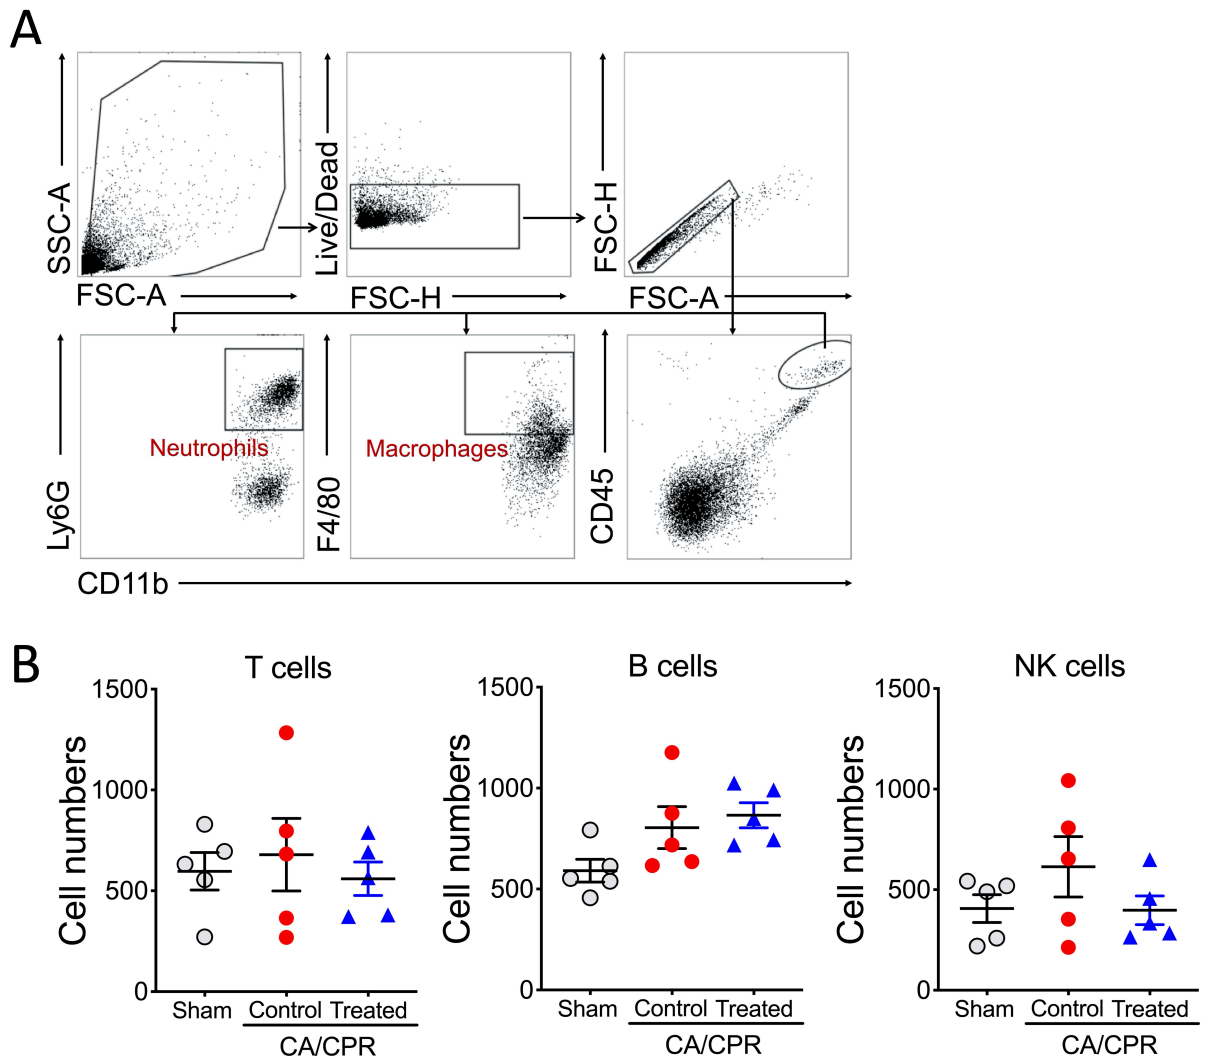 A
SSC-A
FSC-A
Live/Dead
FSC-H
FSC-H
FSC-A
Ly6G
Neutrophils
F4/80
Macrophages
CD45
CD11b
B
T cells
Cell numbers
1500
1000
500
0
Sham Control Treated
CA/CPR
B cells
Cell numbers
1500
1000
500
0
Sham Control Treated
CA/CPR
NK cells
Cell numbers
1500
1000
500
0
Sham Control Treated
CA/CPR